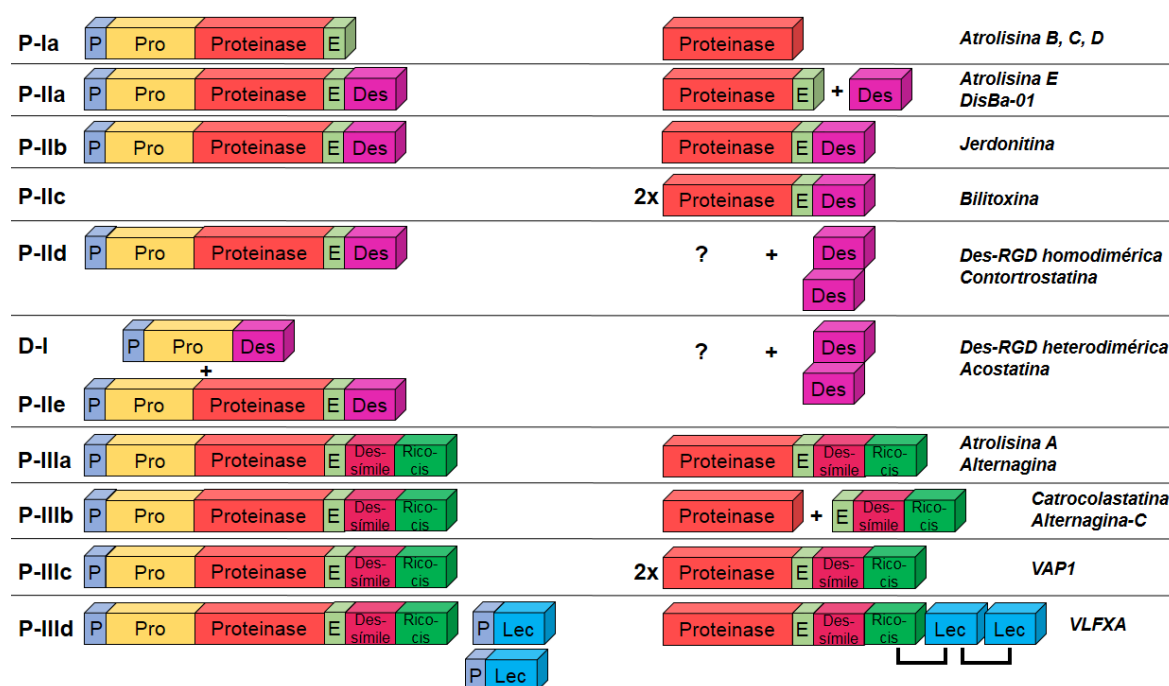 P-Ia P Pro Proteinase E Proteinase Atrolisina B, C, D
P-IIa P Pro Proteinase E Des Proteinase E + Des Atrolisina E
DisBa-01
P-IIb P Pro Proteinase E Des Proteinase E Des Jerdonitina
P-IIc 2x Proteinase E Des Bilitoxina
P-IId P Pro Proteinase E Des ? + Des Des-RGD homodimérica
Des Contortrostatina
D-I P Pro Des ? + Des Des-RGD heterodimérica
+ Des Acostatina
P-IIe P Pro Proteinase E Des
P-IIIa P Pro Proteinase E Des- Rico- Proteinase E Des- Rico- Atrolisina A
símile cis símile cis Alternagina
P-IIIb P Pro Proteinase E Des- Rico- Proteinase + E Des- Rico- Catrocolastatina
símile cis símile cis Alternagina-C
P-IIIc P Pro Proteinase E Des- Rico- 2x Proteinase E Des- Rico- VAP1
símile cis símile cis
P-IIId P Pro Proteinase E Des- Rico- P Lec Proteinase E Des- Rico- Lec Lec VLFXA
símile cis símile cis
P Lec